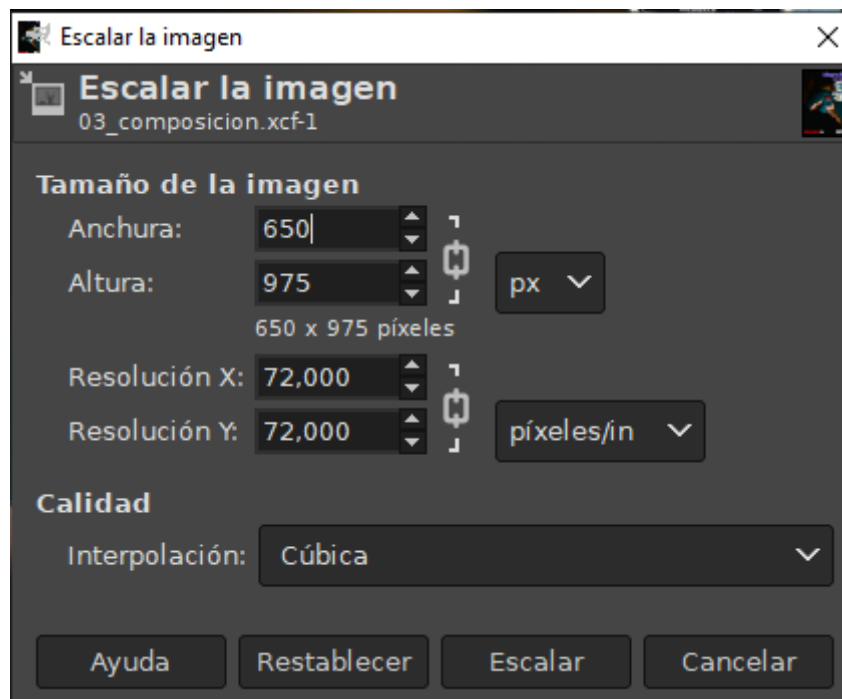 Escalar la imagen
Escalar la imagen
03_composicion.xcf-1
Tamaño de la imagen
Anchura: 650
Altura: 975 px
650 x 975 píxeles
Resolución X: 72,000
Resolución Y: 72,000 píxeles/in
Calidad
Interpolación: Cúbica
Ayuda Restablecer Escalar Cancelar